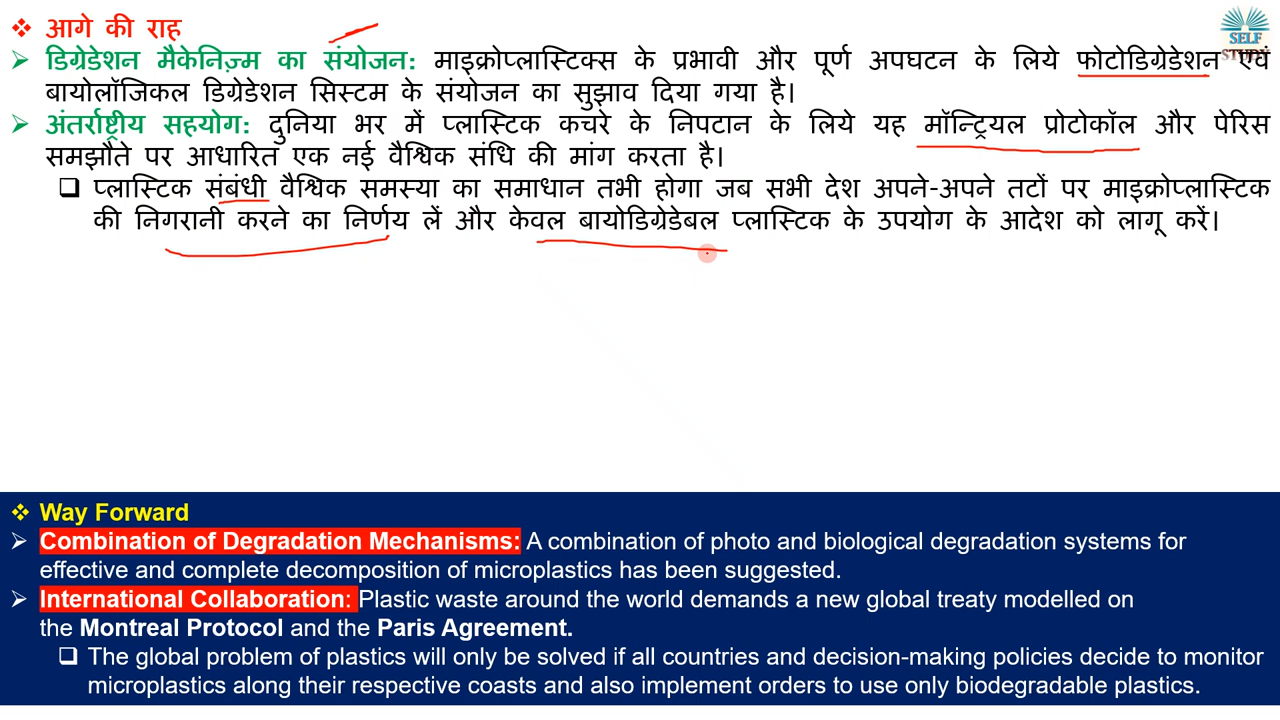 ❖ आगे की राह
SELF
STUDY
➢ डिग्रेडेशन मैकेनिज़्म का संयोजन: माइक्रोप्लास्टिक्स के प्रभावी और पूर्ण अपघटन के लिये फोटोडिग्रेडेशन एवं
बायोलॉजिकल डिग्रेडेशन सिस्टम के संयोजन का सुझाव दिया गया है।
➢ अंतर्राष्ट्रीय सहयोग: दुनिया भर में प्लास्टिक कचरे के निपटान के लिये यह मॉन्ट्रियल प्रोटोकॉल और पेरिस
समझौते पर आधारित एक नई वैश्विक संधि की मांग करता है।
❑ प्लास्टिक संबंधी वैश्विक समस्या का समाधान तभी होगा जब सभी देश अपने-अपने तटों पर माइक्रोप्लास्टिक
की निगरानी करने का निर्णय लें और केवल बायोडिग्रेडेबल प्लास्टिक के उपयोग के आदेश को लागू करें।
❖ Way Forward
➢ Combination of Degradation Mechanisms: A combination of photo and biological degradation systems for
effective and complete decomposition of microplastics has been suggested.
➢ International Collaboration: Plastic waste around the world demands a new global treaty modelled on
the Montreal Protocol and the Paris Agreement.
❑ The global problem of plastics will only be solved if all countries and decision-making policies decide to monitor
microplastics along their respective coasts and also implement orders to use only biodegradable plastics.